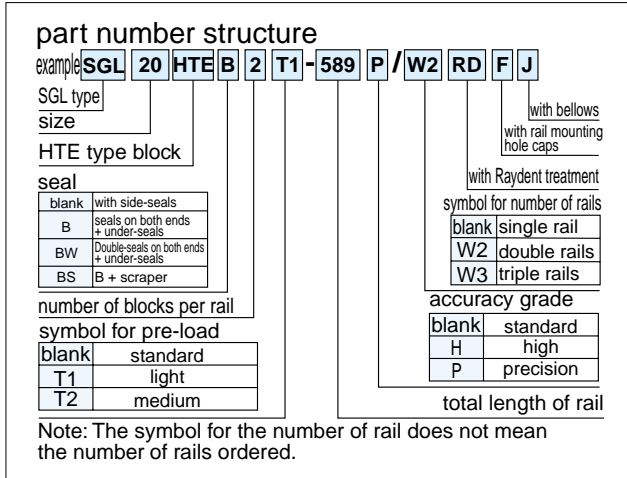 part number structure
example SGL 20 HTE B 2 T1 - 589 P / W2 RD F J
SGL type
with bellows
size
with rail mounting
hole caps
HTE type block
with Raydent treatment
seal
blank with side-seals
B seals on both ends
+ under-seals
BW Double-seals on both ends
+ under-seals
BS B + scraper
symbol for number of rails
blank single rail
W2 double rails
W3 triple rails
number of blocks per rail
accuracy grade
blank standard
H high
P precision
symbol for pre-load
blank standard
T1 light
T2 medium
total length of rail
Note: The symbol for the number of rail does not mean
the number of rails ordered.